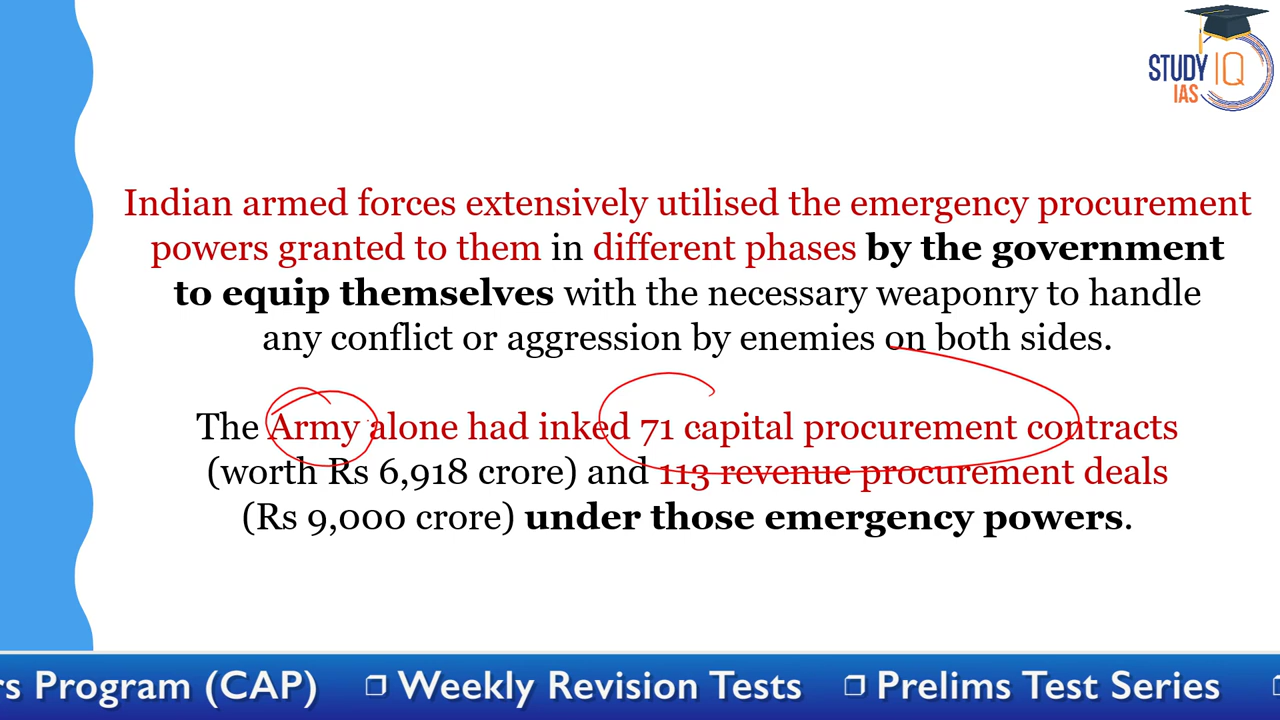 STUDY IQ
IAS
Indian armed forces extensively utilised the emergency procurement
powers granted to them in different phases by the government
to equip themselves with the necessary weaponry to handle
any conflict or aggression by enemies on both sides.
The Army alone had inked 71 capital procurement contracts
(worth Rs 6,918 crore) and 113 revenue procurement deals
(Rs 9,000 crore) under those emergency powers.
rs Program (CAP) ❒ Weekly Revision Tests ❒ Prelims Test Series ❒